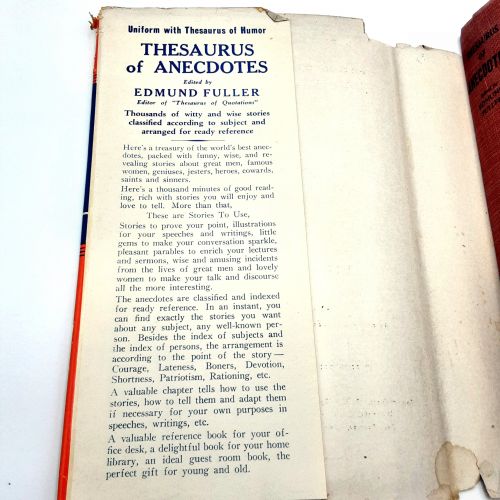 Uniform with Thesaurus of Humor
THESAURUS
of ANECDOTES
Edited by
EDMUND FULLER
Editor of "Thesaurus of Quotations"
Thousands of witty and wise stories
classified according to subject and
arranged for ready reference
Here's a treasury of the world's best anec-
dotes, packed with funny, wise, and re-
vealing stories about great men, famous
women, geniuses, jesters, heroes, cowards,
saints and sinners.
Here's a thousand minutes of good read-
ing, rich with stories you will enjoy and
love to tell. More than that,
These are Stories To Use,
Stories to prove your point, illustrations
for your speeches and writings, little
gems to make your conversation sparkle,
pleasant parables to enrich your lectures
and sermons, wise and amusing incidents
from the lives of great men and lovely
women to make your talk and discourse
all the more interesting.
The anecdotes are classified and indexed
for ready reference. In an instant, you
can find exactly the stories you want
about any subject, any well-known per-
son. Besides the index of subjects and
the index of persons, the arrangement is
according to the point of the story—
Courage, Lateness, Boners, Devotion,
Shortness, Patriotism, Rationing, etc.
A valuable chapter tells how to use the
stories, how to tell them and adapt them
if necessary for your own purposes in
speeches, writings, etc.
A valuable reference book for your of-
fice desk, a delightful book for your home
library, an ideal guest room book, the
perfect gift for young and old.
THESAURUS
OF
ANECDOTES